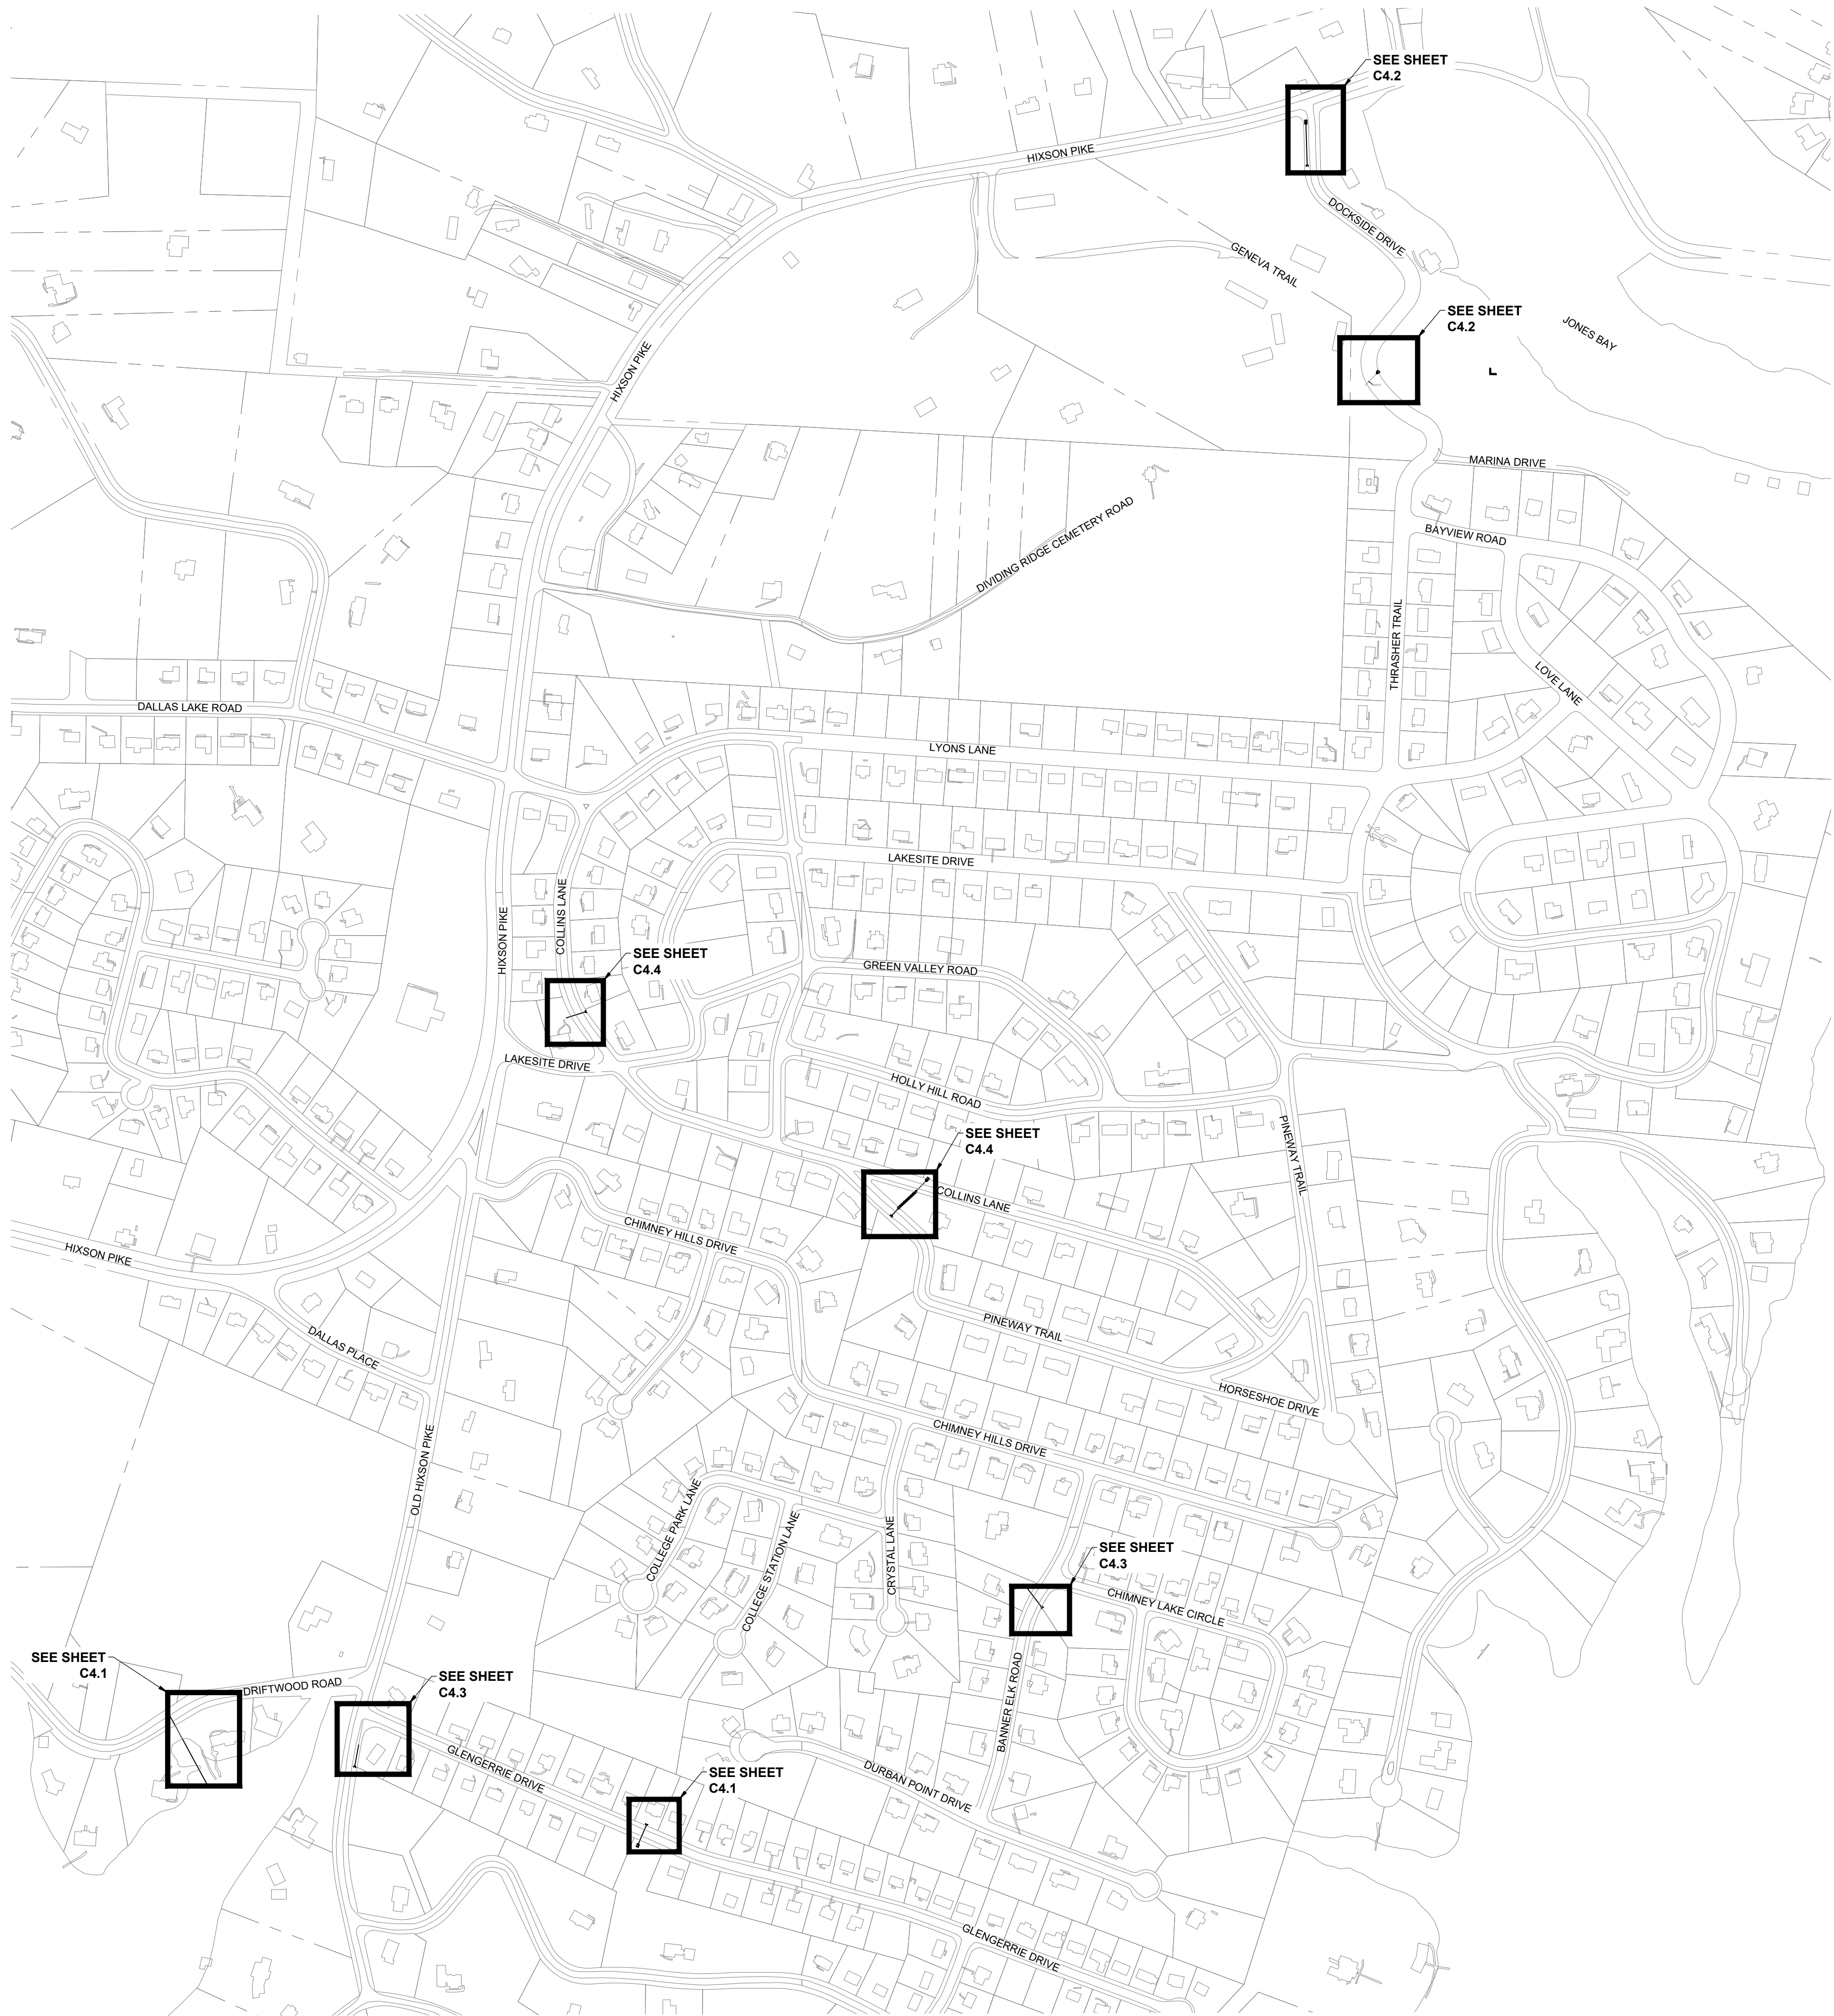 SEE SHEET
C4.2
HIXSON PIKE
DOCKSIDE DRIVE
GENEVA TRAIL
SEE SHEET
C4.2
JONES BAY
HIXSON PIKE
MARINA DRIVE
BAYVIEW ROAD
DIVIDING RIDGE CEMETERY ROAD
THRASHER TRAIL
LOVE LANE
DALLAS LAKE ROAD
LYONS LANE
LAKESITE DRIVE
COLLINS LANE
HIXSON PIKE
SEE SHEET
C4.4
GREEN VALLEY ROAD
LAKESITE DRIVE
HOLLY HILL ROAD
SEE SHEET
C4.4
PINEWAY TRAIL
COLLINS LANE
CHIMNEY HILLS DRIVE
HIXSON PIKE
PINEWAY TRAIL
DALLAS PLACE
HORSESHOE DRIVE
CHIMNEY HILLS DRIVE
OLD HIXSON PIKE
COLLEGE PARK LANE
COLLEGE STATION LANE
CRYSTAL LANE
SEE SHEET
C4.3
CHIMNEY LAKE CIRCLE
SEE SHEET
C4.1
DRIFTWOOD ROAD
SEE SHEET
C4.3
BANNER ELK ROAD
GLENGERRIE DRIVE
SEE SHEET
C4.1
DURBAN POINT DRIVE
GLENGERRIE DRIVE